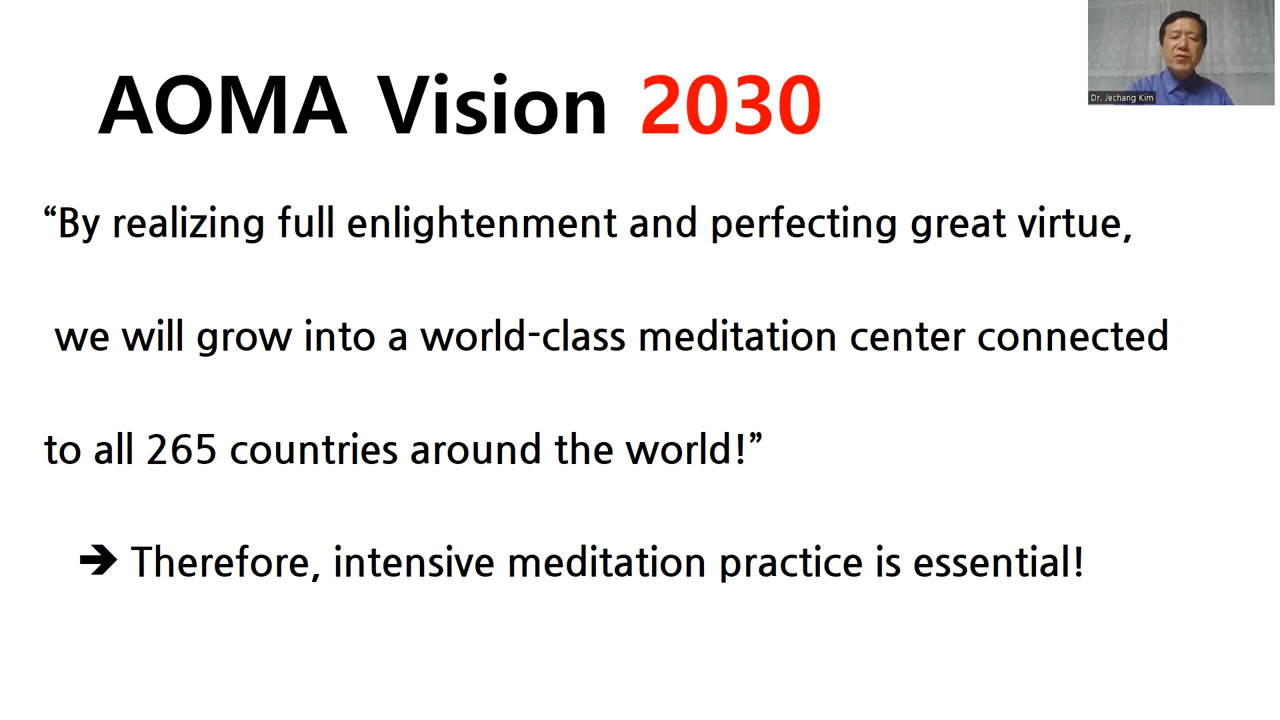 AOMA Vision 2030
Dr. Jechang Kim
“By realizing full enlightenment and perfecting great virtue,
we will grow into a world-class meditation center connected
to all 265 countries around the world!”
➔ Therefore, intensive meditation practice is essential!